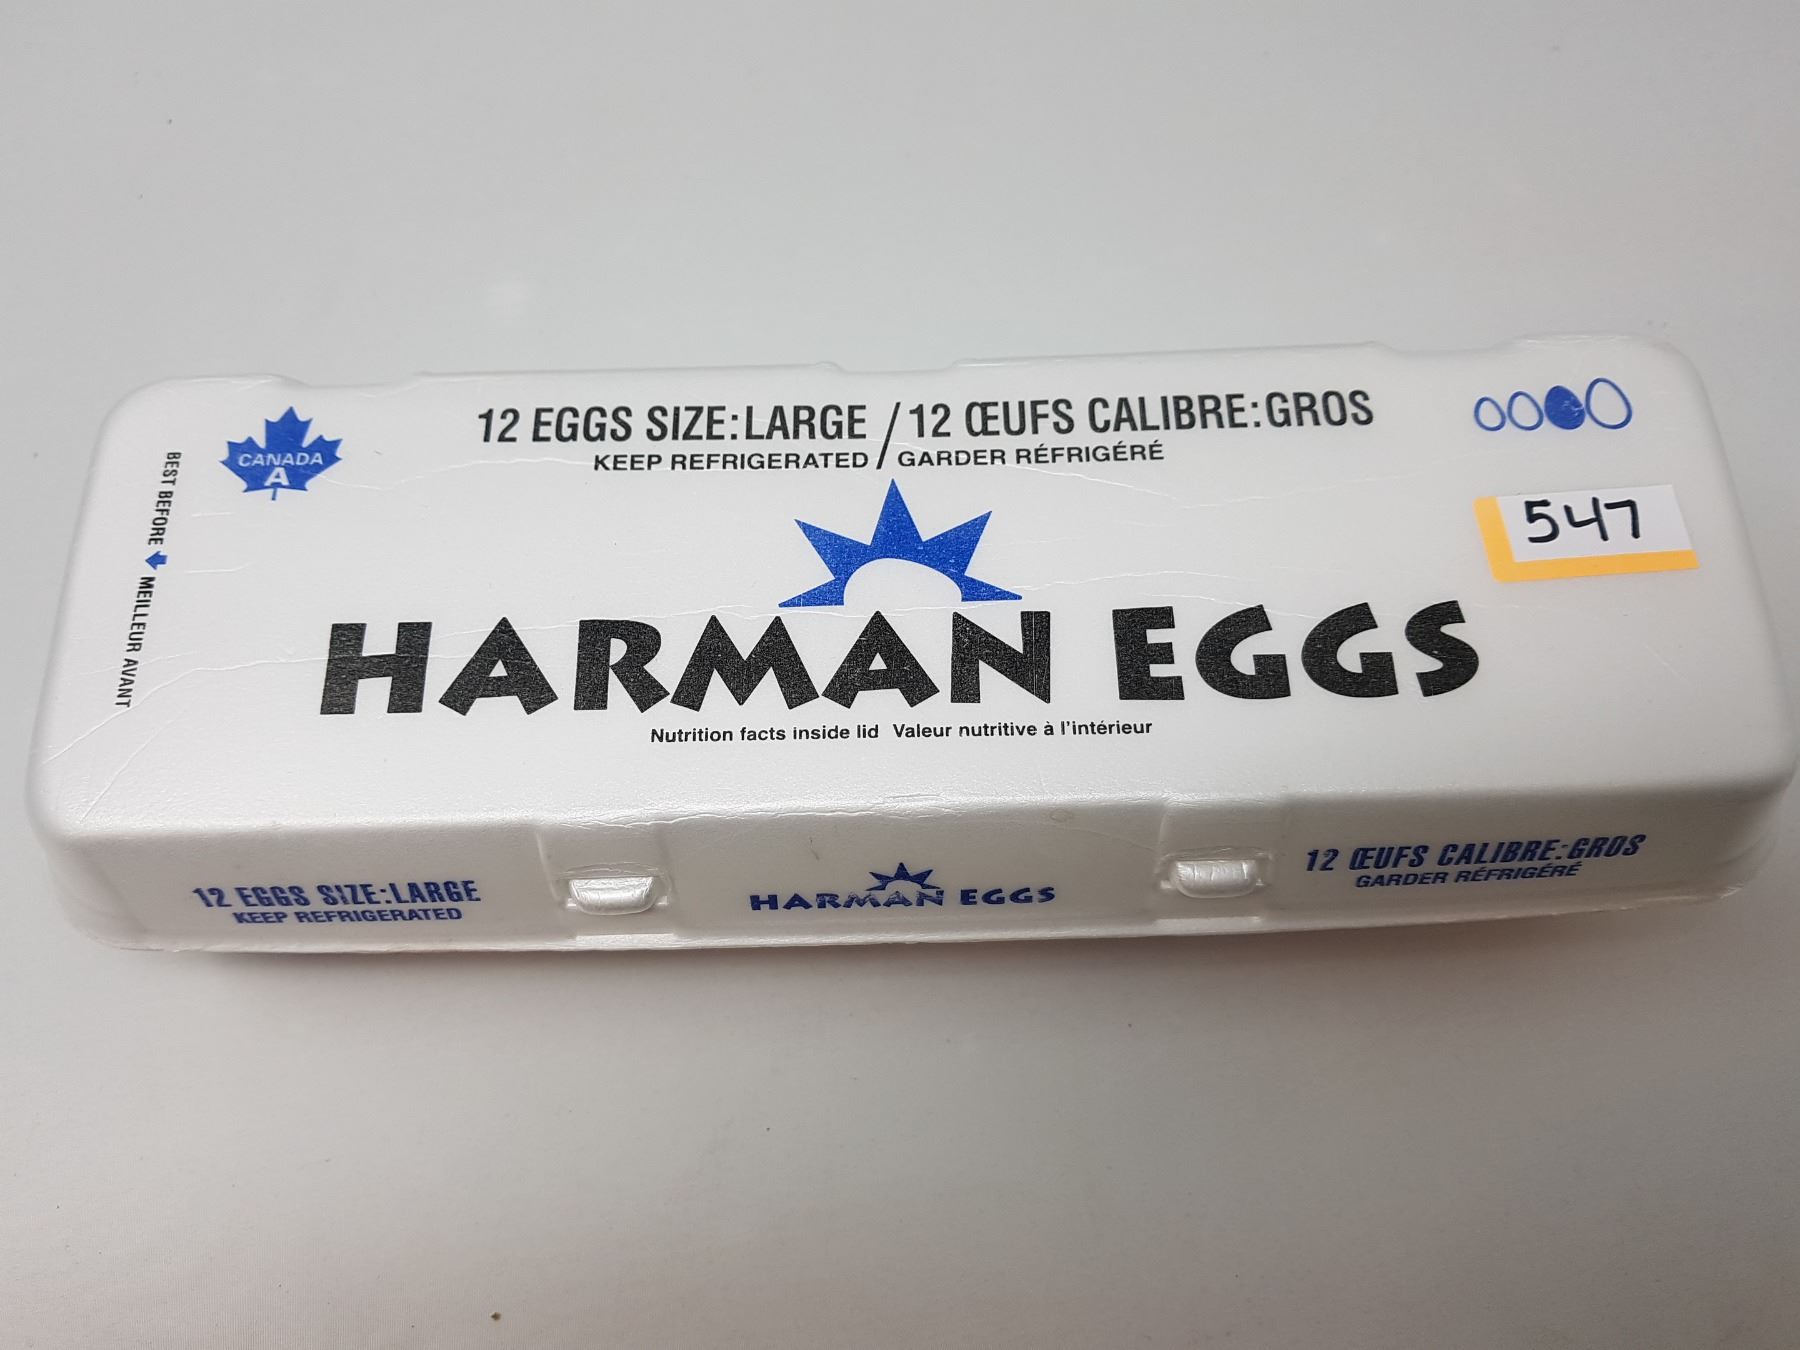 12 EGGS SIZE:LARGE / 12 ŒUFS CALIBRE:GROS
KEEP REFRIGERATED / GARDER RÉFRIGÉRÉ
CANADA
A
BEST BEFORE MEILLEUR AVANT
547
HARMAN EGGS
Nutrition facts inside lid Valeur nutritive à l'intérieur
12 EGGS SIZE:LARGE
KEEP REFRIGERATED
HARMAN EGGS
12 ŒUFS CALIBRE:GROS
GARDER RÉFRIGÉRÉ